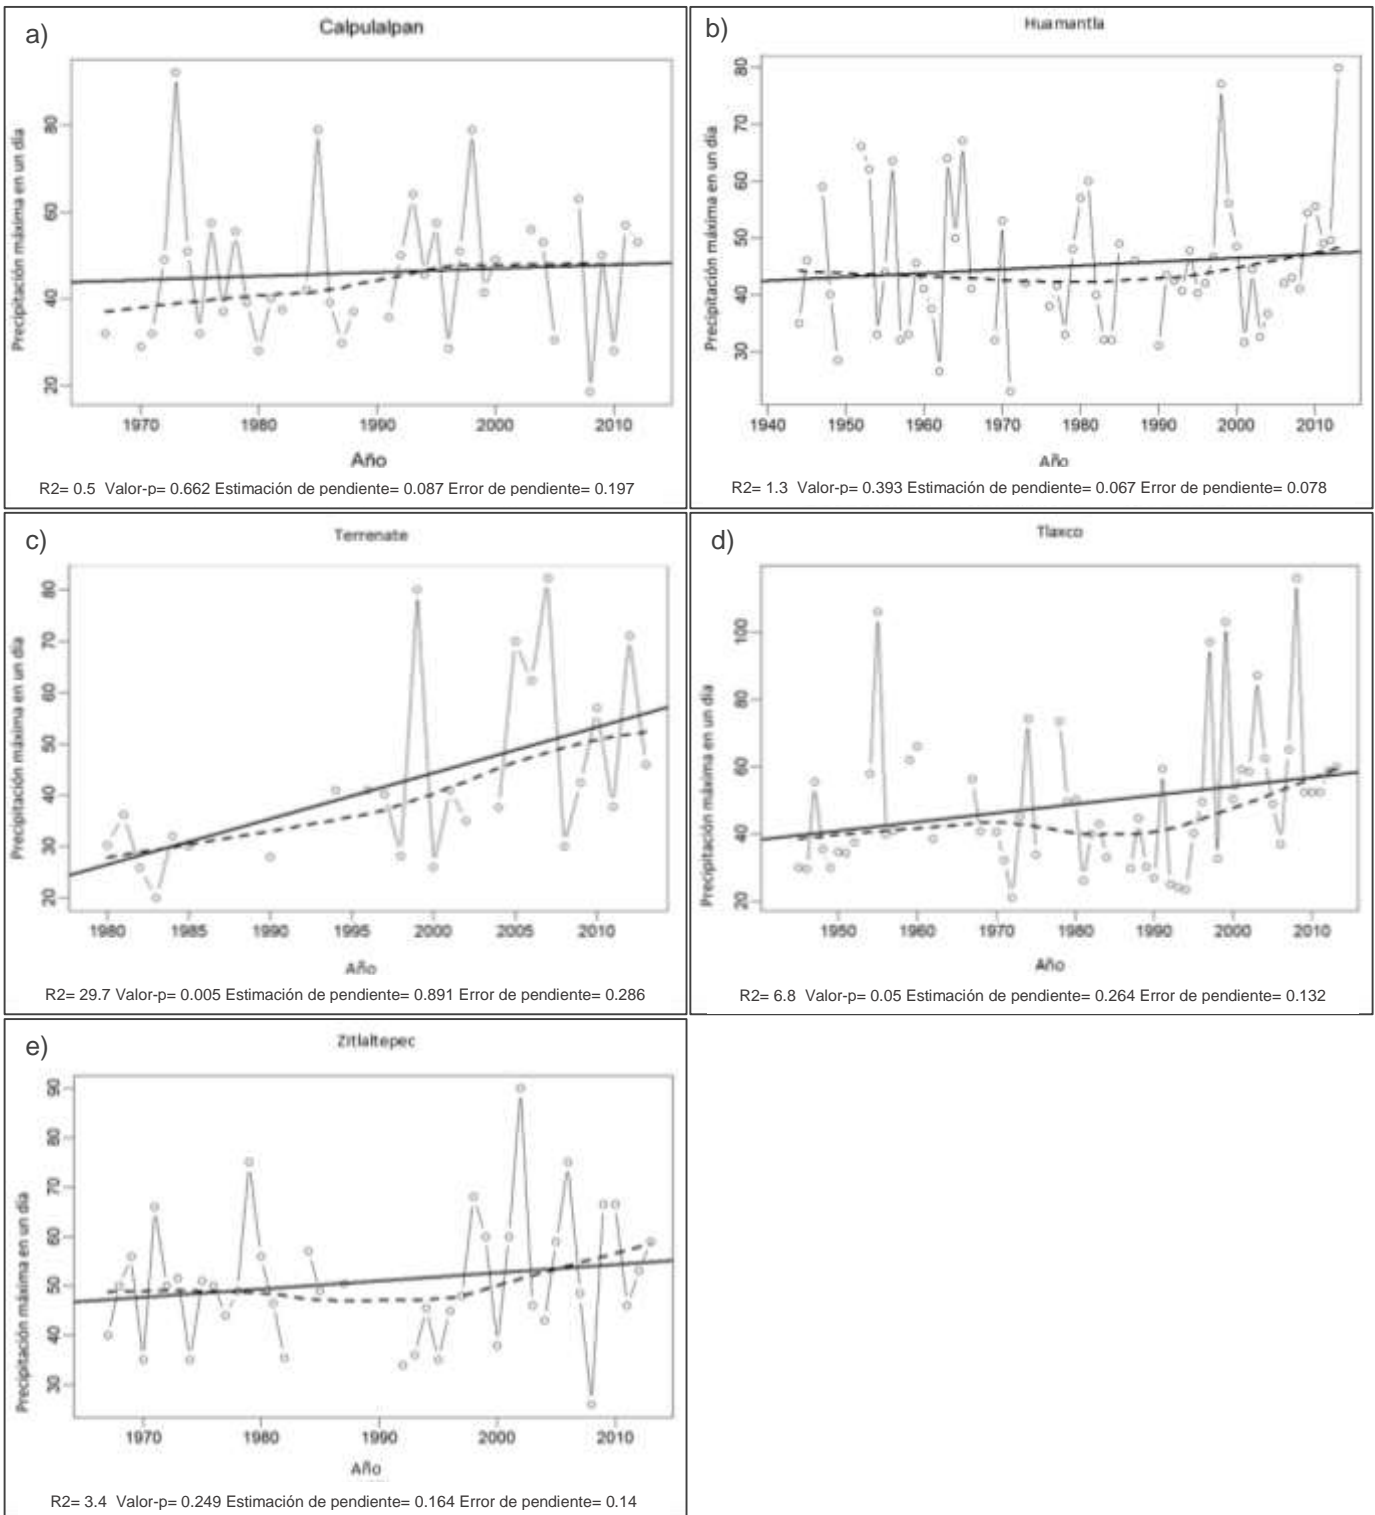 a)
Calpulalpan
Precipitación máxima en un día
80
60
40
20
1970 1980 1990 2000 2010
Año
R2= 0.5 Valor-p= 0.662 Estimación de pendiente= 0.087 Error de pendiente= 0.197
b)
Huamantla
Precipitación máxima en un día
80
70
60
50
40
30
1940 1950 1960 1970 1980 1990 2000 2010
Año
R2= 1.3 Valor-p= 0.393 Estimación de pendiente= 0.067 Error de pendiente= 0.078
c)
Terrenate
Precipitación máxima en un día
80
70
60
50
40
30
20
1980 1985 1990 1995 2000 2005 2010
Año
R2= 29.7 Valor-p= 0.005 Estimación de pendiente= 0.891 Error de pendiente= 0.286
d)
Tlaxco
Precipitación máxima en un día
100
80
60
40
20
1950 1960 1970 1980 1990 2000 2010
Año
R2= 6.8 Valor-p= 0.05 Estimación de pendiente= 0.264 Error de pendiente= 0.132
e)
Zitlaltepec
Precipitación máxima en un día
90
80
70
60
50
40
30
1970 1980 1990 2000 2010
Año
R2= 3.4 Valor-p= 0.249 Estimación de pendiente= 0.164 Error de pendiente= 0.14